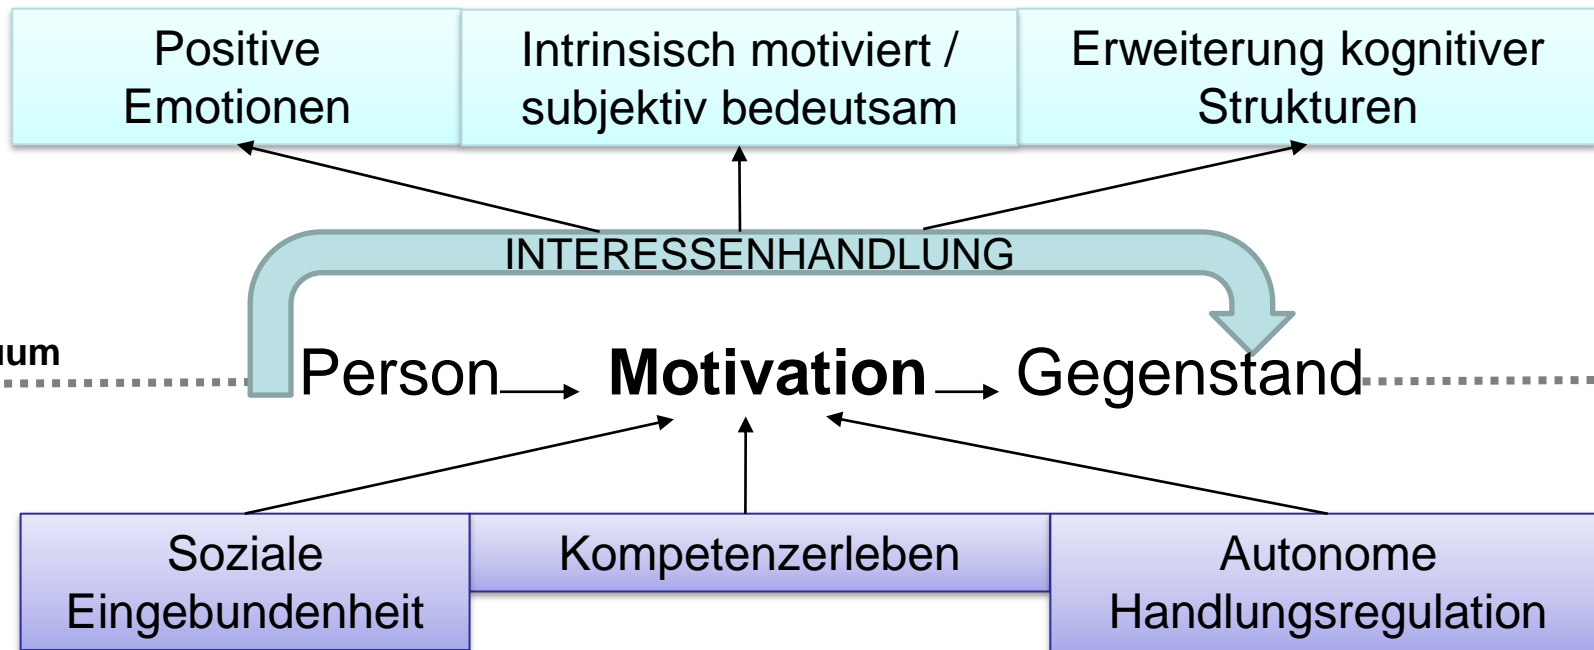 Positive
Emotionen
Intrinsisch motiviert /
subjektiv bedeutsam
Erweiterung kognitiver
Strukturen
INTERESSENHANDLUNG
Person
Motivation
Gegenstand
Soziale
Eingebundenheit
Kompetenzerleben
Autonome
Handlungsregulation